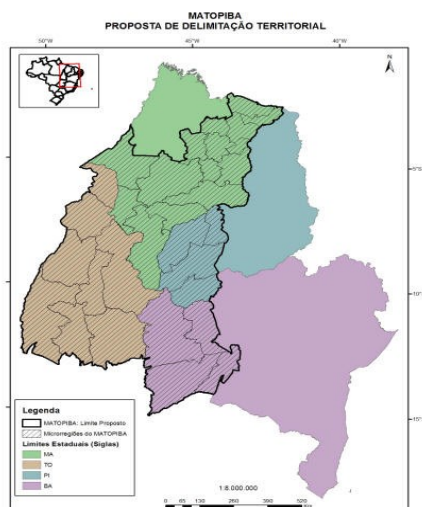 MATOPIBA
PROPOSTA DE DELIMITAÇÃO TERRITORIAL
50°W 45°W 40°W
N
5°S
10°S
15°S
Legenda
MATOPIBA: Limite Proposto
Microrregiões do MATOPIBA
Limites Estaduais (Siglas)
MA
TO
PI
BA
1:8.000.000
0 65 130 260 390 520